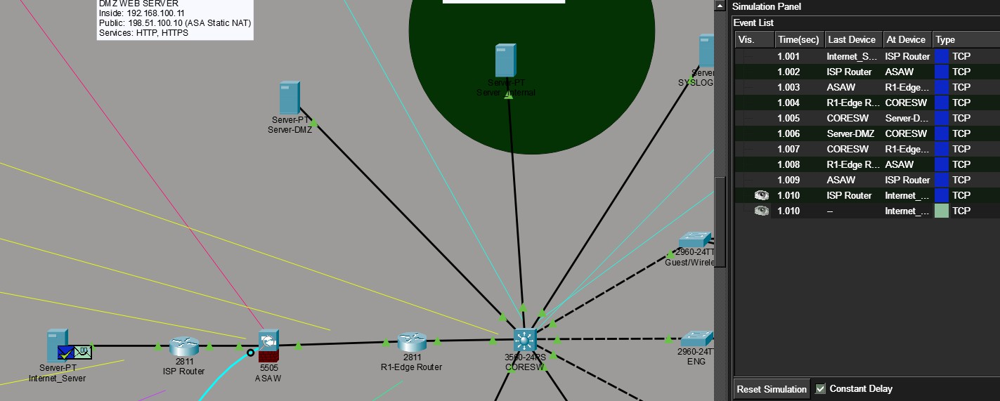 DMZ WEB SERVER
Inside: 192.168.100.11
Public: 198.51.100.10 (ASA Static NAT)
Services: HTTP, HTTPS
Server-PT
Server-DMZ
Server-PT
Server_Internal
Server
SYSLOG
2960-24TT
Guest/Wirele
Server-PT
Internet_Server
2811
ISP Router
5505
ASAW
2811
R1-Edge Router
3560-24PS
CORESW
2960-24T
ENG
Simulation Panel
Event List
Vis. Time(sec) Last Device At Device Type
1.001 Internet_S... ISP Router TCP
1.002 ISP Router ASAW TCP
1.003 ASAW R1-Edge... TCP
1.004 R1-Edge R... CORESW TCP
1.005 CORESW Server-D... TCP
1.006 Server-DMZ CORESW TCP
1.007 CORESW R1-Edge... TCP
1.008 R1-Edge R... ASAW TCP
1.009 ASAW ISP Router TCP
1.010 ISP Router Internet_... TCP
1.010 -- Internet_... TCP
Reset Simulation Constant Delay